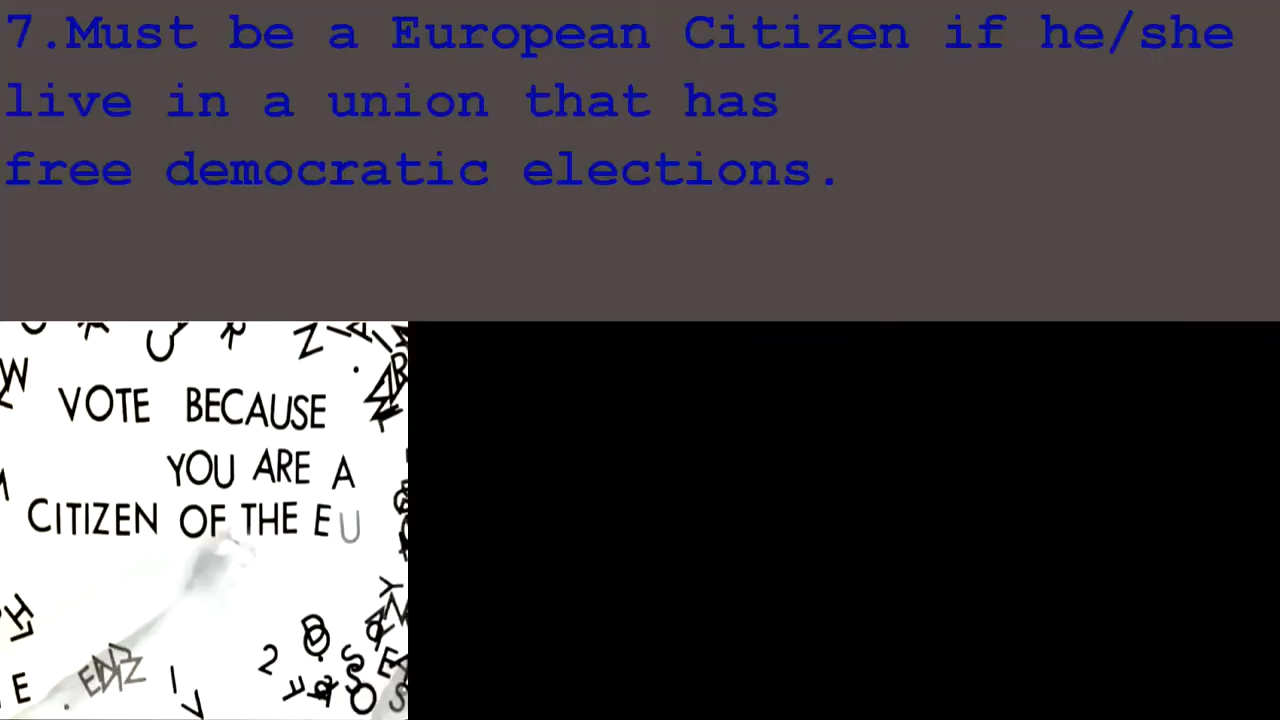 7.Must be a European Citizen if he/she
live in a union that has
free democratic elections.
VOTE BECAUSE
YOU ARE A
CITIZEN OF THE EU